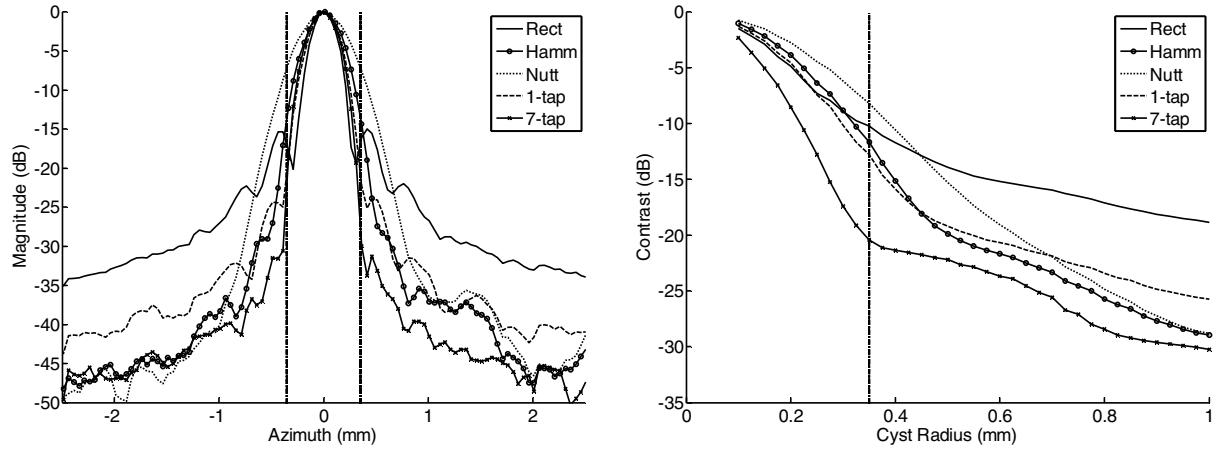 0
-5
-10
-15
-20
-25
-30
-35
-40
-45
-50
Magnitude (dB)
-2
-1
0
1
2
Azimuth (mm)
Rect
Hamm
Nutt
1-tap
7-tap
0
-5
-10
-15
-20
-25
-30
-35
Contrast (dB)
0
0.2
0.4
0.6
0.8
1
Cyst Radius (mm)
Rect
Hamm
Nutt
1-tap
7-tap